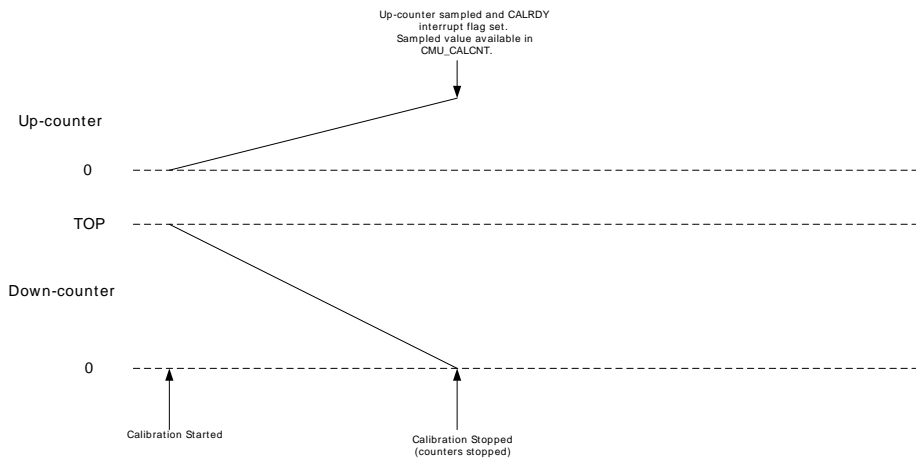 Up-counter sampled and CALRDY
interrupt flag set.
Sampled value available in
CMU_CALCNT.
Up-counter
0
TOP
Down-counter
0
Calibration Started
Calibration Stopped
(counters stopped)